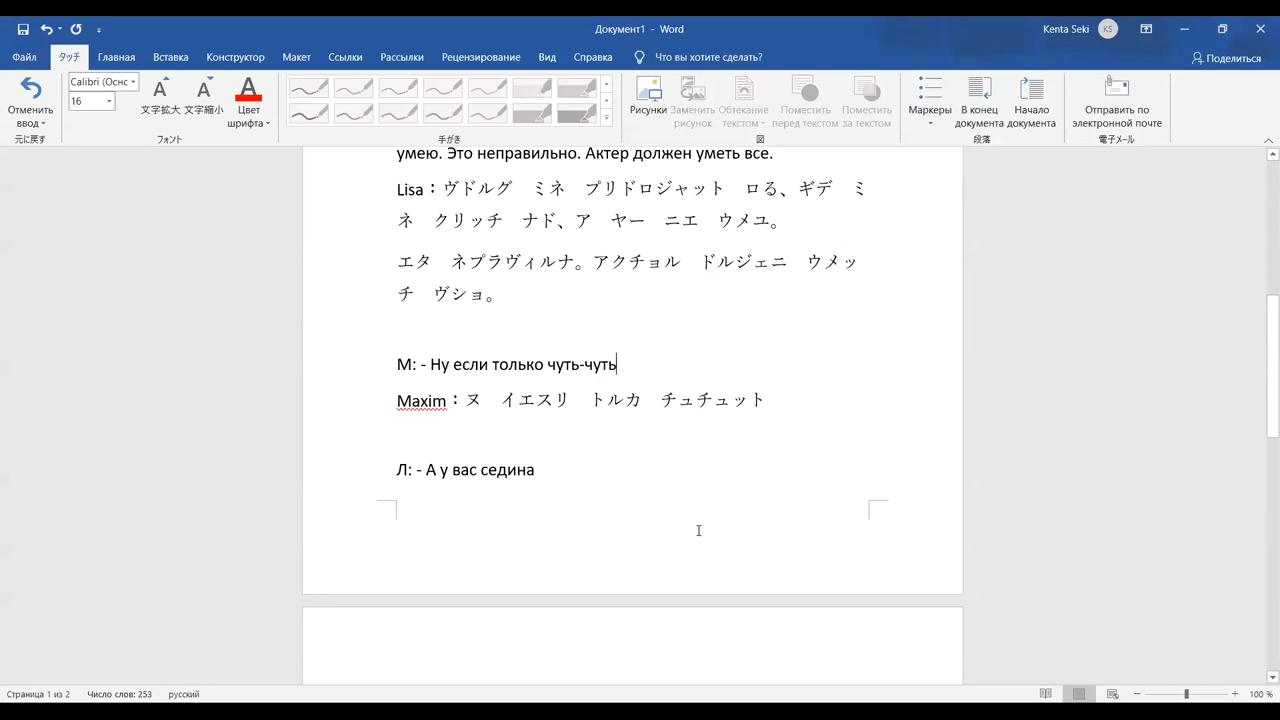 Документ1 - Word
Kenta Seki
KS
Файл
タッチ
Главная
Вставка
Конструктор
Макет
Ссылки
Рассылки
Рецензирование
Вид
Справка
Что вы хотите сделать?
Поделиться
Отменить
ввод
元に戻す
Calibri (Оснс
16
文字拡大
文字縮小
Цвет
шрифта
フォント
手がき
Рисунки
Заменить
рисунок
Обтекание
текстом
Поместить
перед текстом
Поместить
за текстом
図
Маркеры
В конец
документа
Начало
документа
段落
Отправить по
электронной почте
電子メール
умею. Это неправильно. Актер должен уметь все.
Lisa：ヴドルグ　ミネ　プリドロジャット　ロる、ギデ　ミ
ネ　クリッチ　ナド、ア　ヤー　ニエ　ウメユ。
エタ　ネプラヴィルナ。アクチョル　ドルジェニ　ウメッ
チ　ヴショ。
М: - Ну если только чуть-чуть
Maxim：ヌ　イエスリ　トルカ　チュチュット
Л: - А у вас седина
Страница 1 из 2
Число слов: 253
русский
100 %